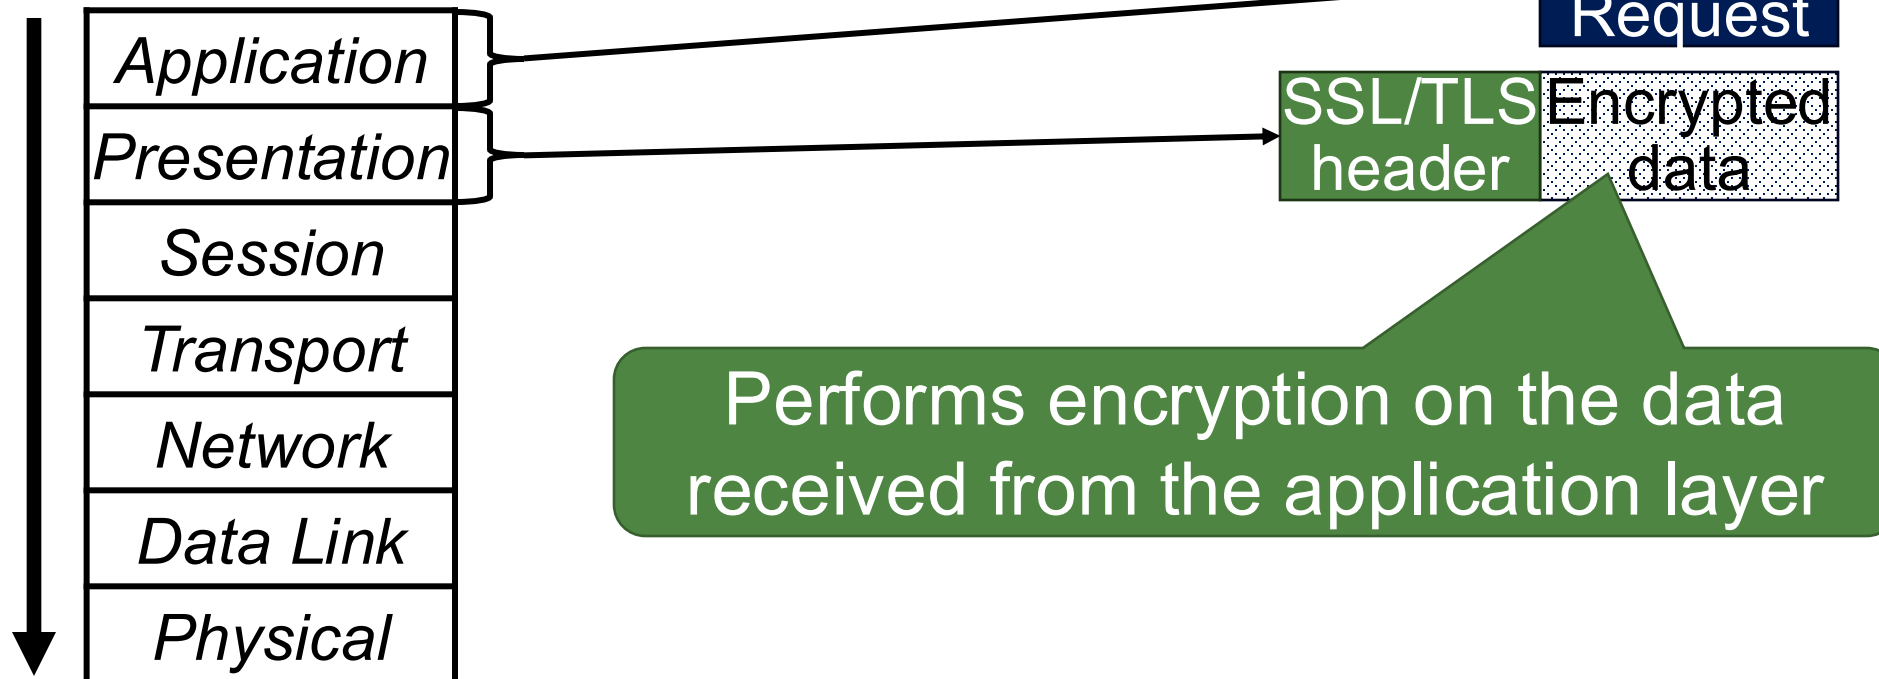 Request
Application
SSL/TLS Encrypted
header data
Presentation
Session
Transport
Performs encryption on the data
received from the application layer
Network
Data Link
Physical